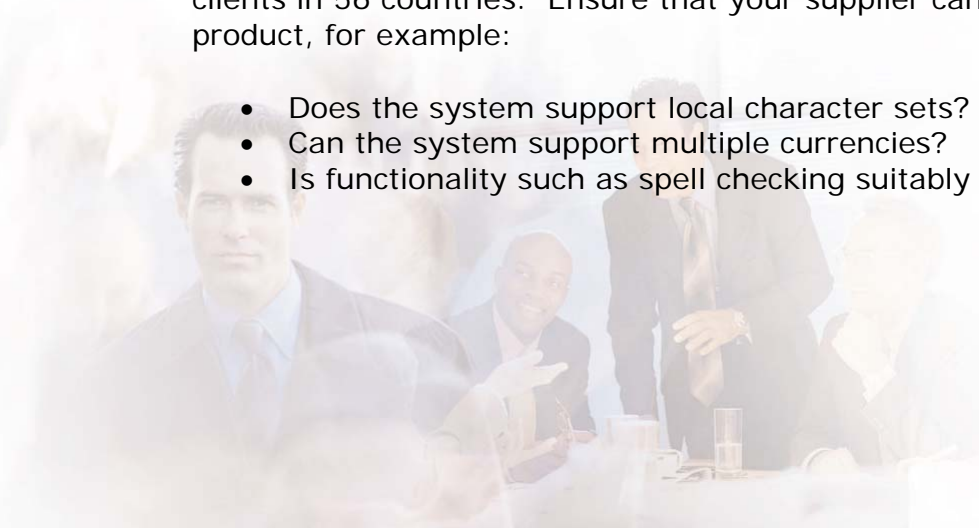 clients in 56 countries. Ensure that your supplier can
product, for example:
• Does the system support local character sets?
• Can the system support multiple currencies?
• Is functionality such as spell checking suitably